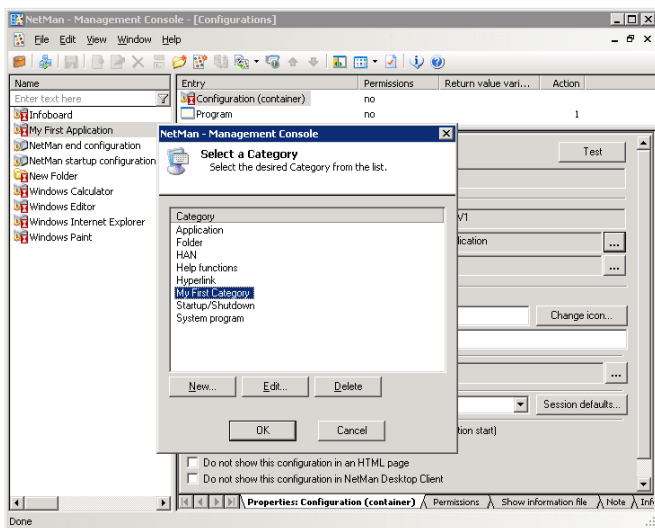 NetMan - Management Console - [Configurations]
File Edit View Window Help
Name
Enter text here
Infoboard
My First Application
NetMan end configuration
NetMan startup configuration
New Folder
Windows Calculator
Windows Editor
Windows Internet Explorer
Windows Paint
Entry Permissions Return value vari... Action
Configuration (container) no
Program no 1
NetMan - Management Console
Select a Category
Select the desired Category from the list.
Category
Application
Folder
HAN
Help functions
Hyperlink
My First Category
Startup/Shutdown
System program
New... Edit... Delete
OK Cancel
Test
V1
lication ...
...
Change icon...
...
Session defaults...
tion start)
Do not show this configuration in an HTML page
Do not show this configuration in NetMan Desktop Client
Properties: Configuration (container) Permissions Show information file Note Inf
Done